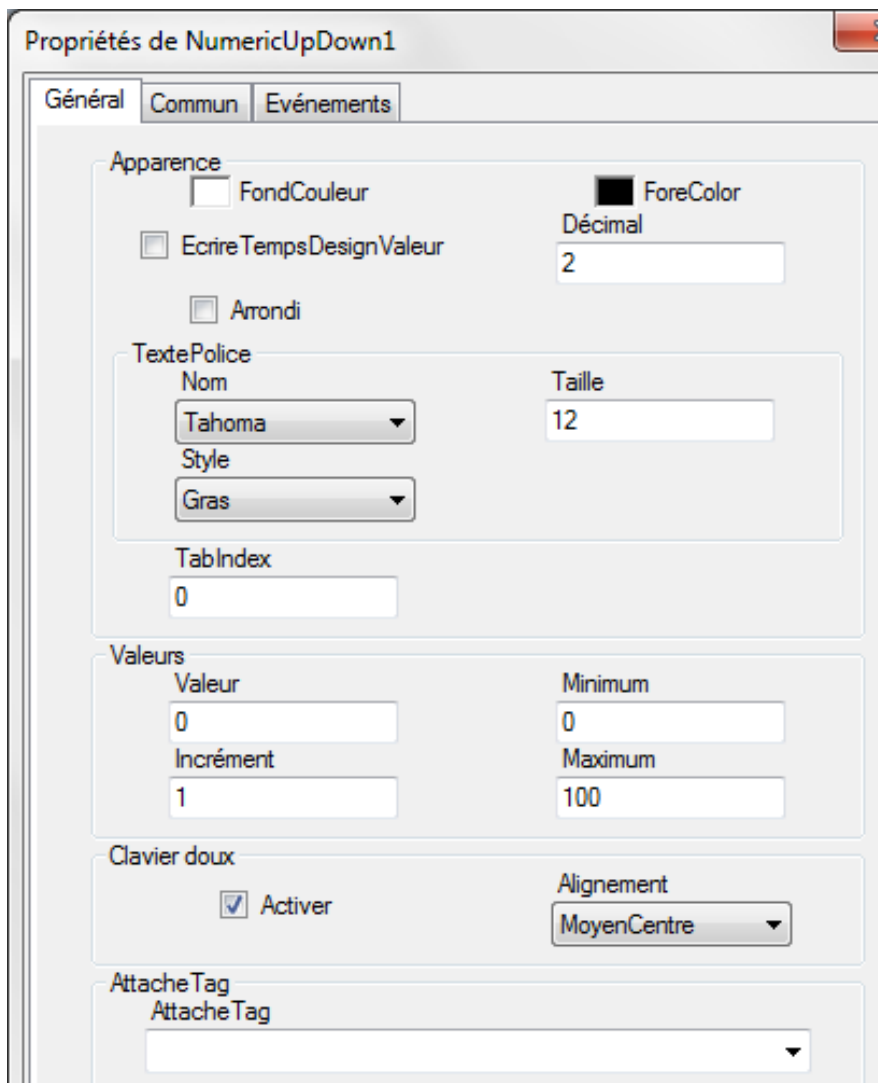 Propriétés de NumericUpDown1
Général Commun Evénements
Apparence
FondCouleur ForeColor
EcrireTempsDesignValeur Décimal
2
Arrondi
TextePolice
Nom Taille
Tahoma 12
Style
Gras
TabIndex
0
Valeurs
Valeur Minimum
0 0
Incrément Maximum
1 100
Clavier doux
Activer Alignement
MoyenCentre
AttacheTag
AttacheTag